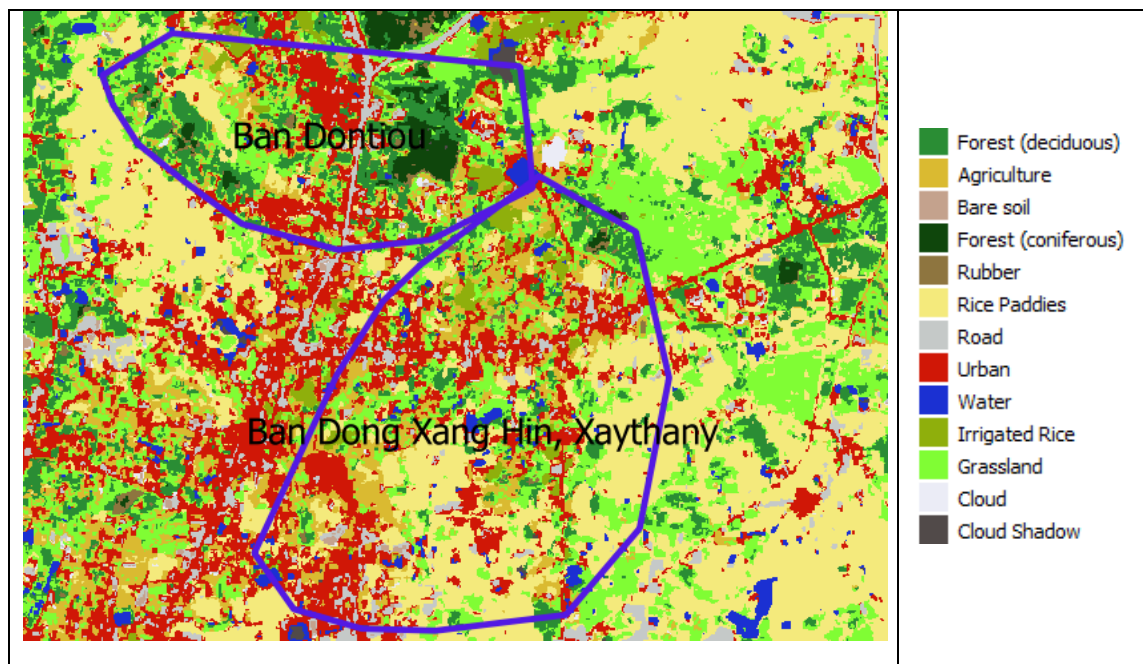 Ban Dontiou
Ban Dong Xang Hin, Xaythany
Forest (deciduous)
Agriculture
Bare soil
Forest (coniferous)
Rubber
Rice Paddies
Road
Urban
Water
Irrigated Rice
Grassland
Cloud
Cloud Shadow